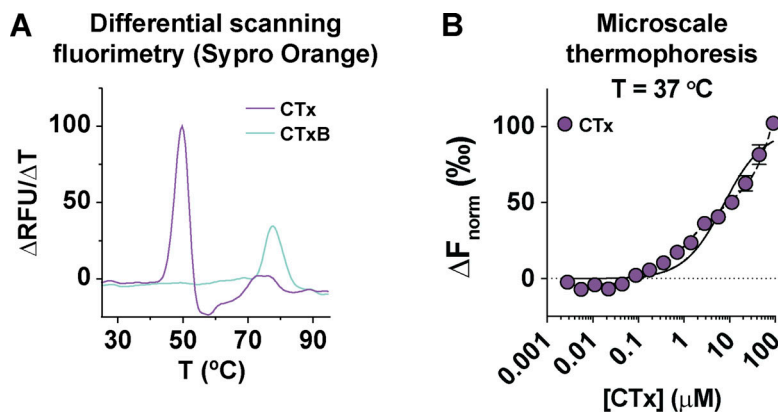 A
Differential scanning
fluorimetry (Sypro Orange)
CTx
CTxB
100
50
0
ΔRFU/ΔT
30
50
70
90
T (ºC)
B
Microscale
thermophoresis
T = 37 ºC
CTx
100
50
0
ΔFnorm (‰)
0.001
0.01
0.1
1
10
100
[CTx] (μM)